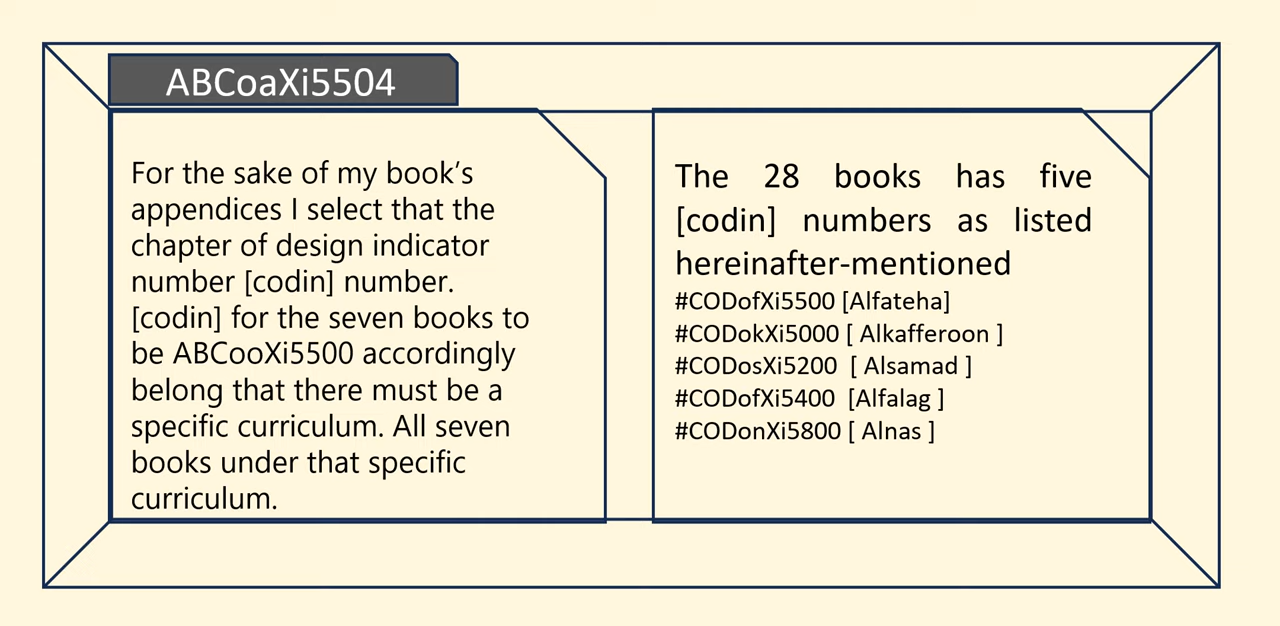 ABCoaXi5504
For the sake of my book’s
appendices I select that the
chapter of design indicator
number [codin] number.
[codin] for the seven books to
be ABCooXi5500 accordingly
belong that there must be a
specific curriculum. All seven
books under that specific
curriculum.
The 28 books has five
[codin] numbers as listed
hereinafter-mentioned
#CODofXi5500 [Alfateha]
#CODokXi5000 [ Alkafferoon ]
#CODosXi5200 [ Alsamad ]
#CODofXi5400 [Alfalag ]
#CODonXi5800 [ Alnas ]